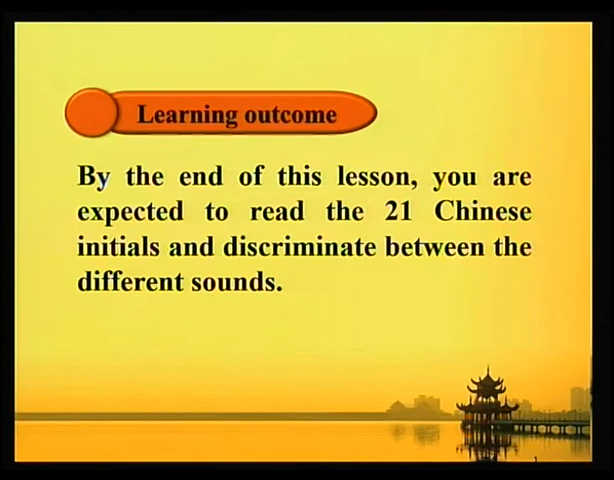 Learning outcome
By the end of this lesson, you are
expected to read the 21 Chinese
initials and discriminate between the
different sounds.
1